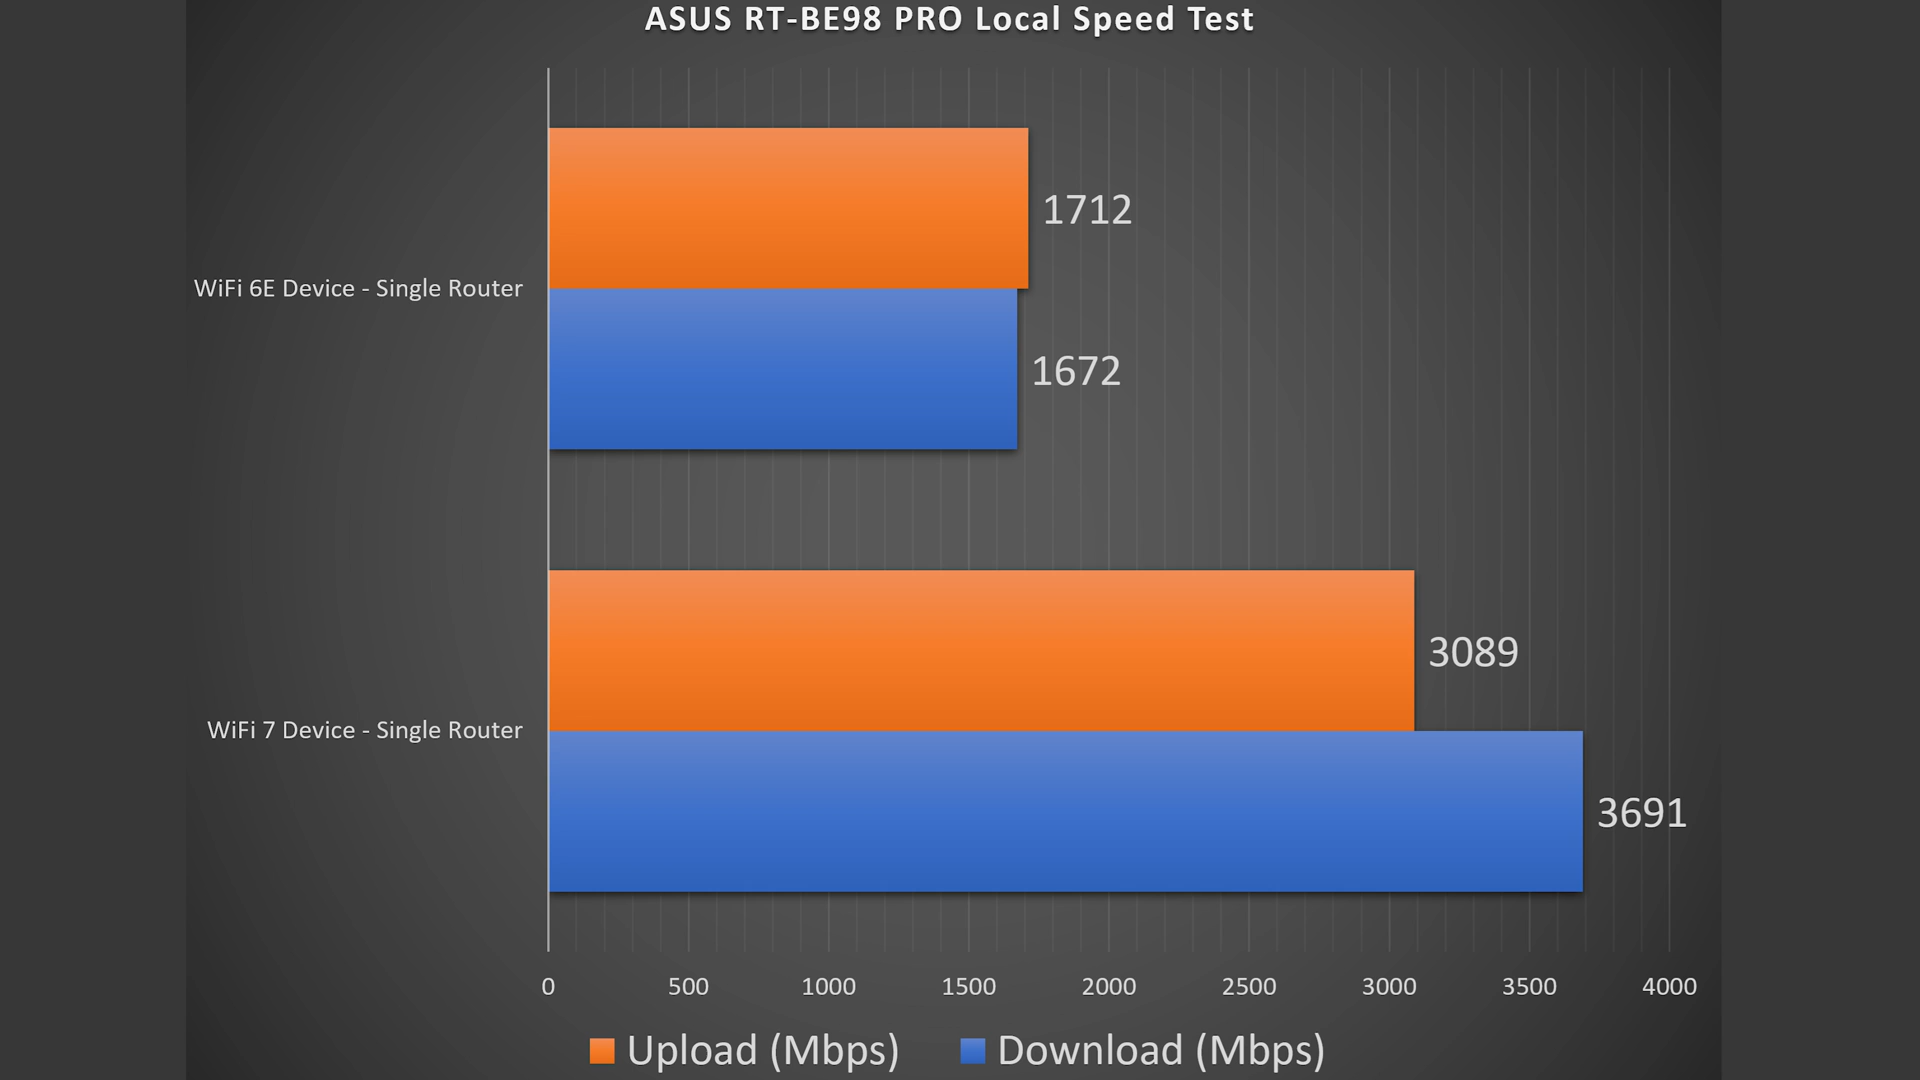 ASUS RT-BE98 PRO Local Speed Test
1712
WiFi 6E Device - Single Router
1672
3089
WiFi 7 Device - Single Router
3691
0 500 1000 1500 2000 2500 3000 3500 4000
Upload (Mbps) Download (Mbps)